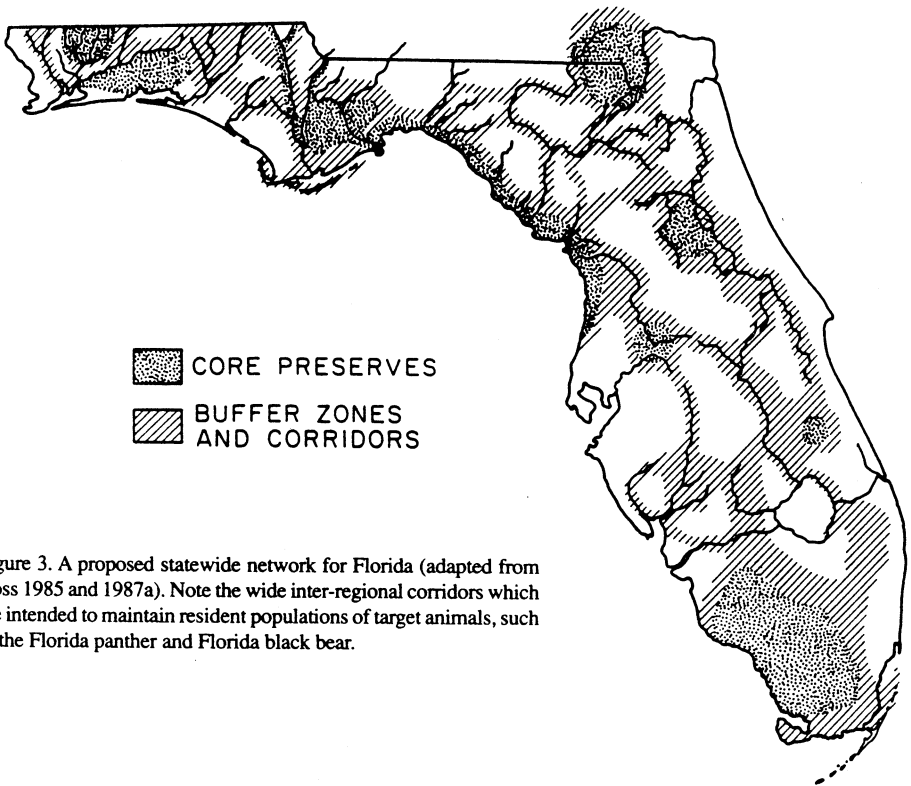 CORE PRESERVES
BUFFER ZONES
AND CORRIDORS
gure 3. A proposed statewide network for Florida (adapted from
oss 1985 and 1987a). Note the wide inter-regional corridors which
e intended to maintain resident populations of target animals, such
the Florida panther and Florida black bear.